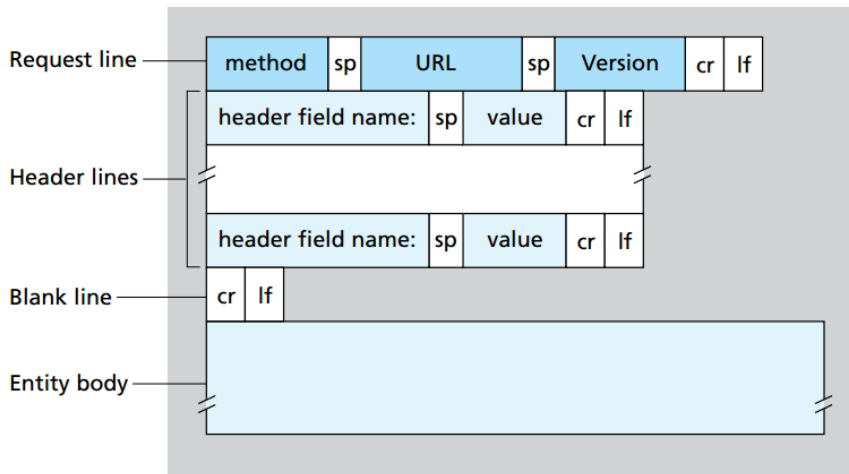 Request line method sp URL sp Version cr lf
header field name: sp value cr lf
Header lines
header field name: sp value cr lf
Blank line cr lf
Entity body